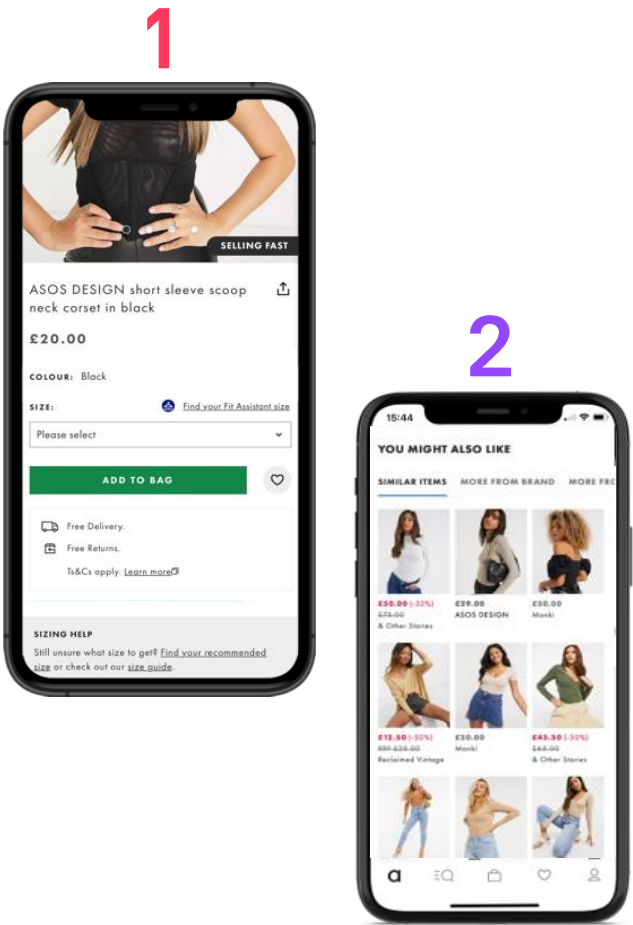 1
SELLING FAST
ASOS DESIGN short sleeve scoop
neck corset in black
£20.00
COLOUR: Black
SIZE:
Find your Fit Assistant size
Please select
ADD TO BAG
Free Delivery.
Free Returns.
Ts&Cs apply. Learn more
SIZING HELP
Still unsure what size to get? Find your recommended
size or check out our size guide.
2
15:44
YOU MIGHT ALSO LIKE
SIMILAR ITEMS MORE FROM BRAND MORE FRO
£50.00 (-33%) £29.00 £30.00
£75.00 ASOS DESIGN Monki
& Other Stories
£12.50 (-50%) £20.00 £45.50 (-30%)
RRP £25.00 Monki £65.00
Reclaimed Vintage & Other Stories
a